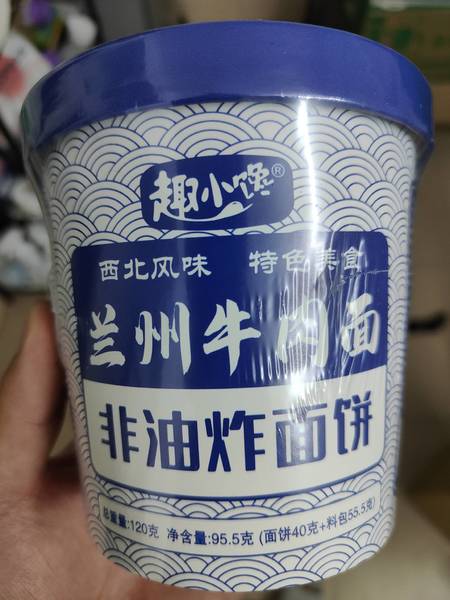 趣小馋®
西北风味 特色美食
兰州牛肉面
非油炸面饼
总重量:120克 净含量:95.5克 (面饼40克+料包55.5克)